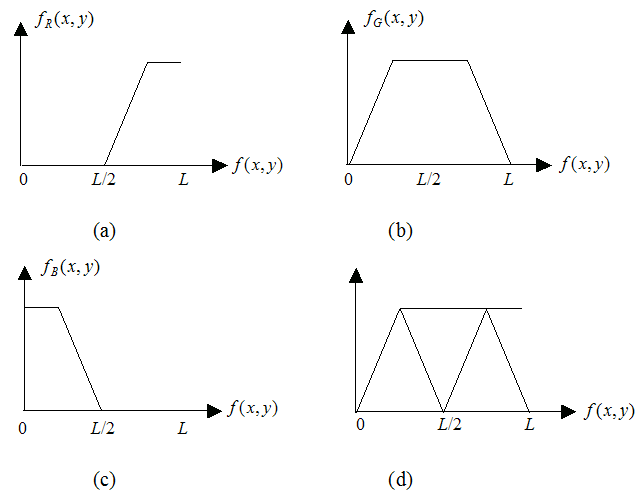 f_R(x, y)
f(x, y)
0 L/2 L
(a)
f_G(x, y)
f(x, y)
0 L/2 L
(b)
f_B(x, y)
f(x, y)
0 L/2 L
(c)
f(x, y)
0 L/2 L
(d)